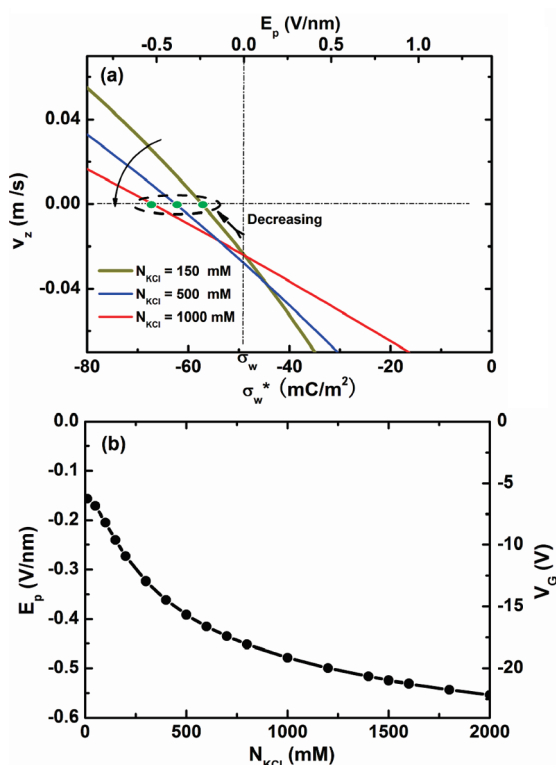 E_p (V/nm)
-0.5 0.0 0.5 1.0
(a)
0.04
0.00
-0.04
v_z (m /s)
Decreasing
N_KCl = 150 mM
N_KCl = 500 mM
N_KCl = 1000 mM
-80 -60 σ_w -40 -20 0
σ_w* (mC/m²)
(b)
0.0
-0.1
-0.2
-0.3
-0.4
-0.5
-0.6
E_p (V/nm)
0
-5
-10
-15
-20
V_G (V)
0 500 1000 1500 2000
N_KCl (mM)